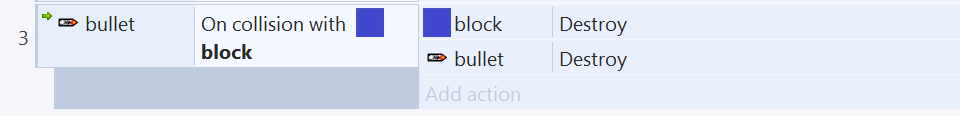 3
bullet On collision with block Destroy
block
bullet Destroy
Add action